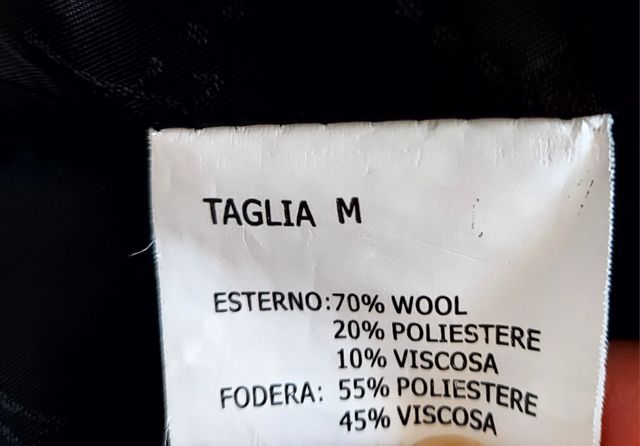 TAGLIA M
ESTERNO:70% WOOL
20% POLIESTERE
10% VISCOSA
FODERA: 55% POLIESTERE
45% VISCOSA